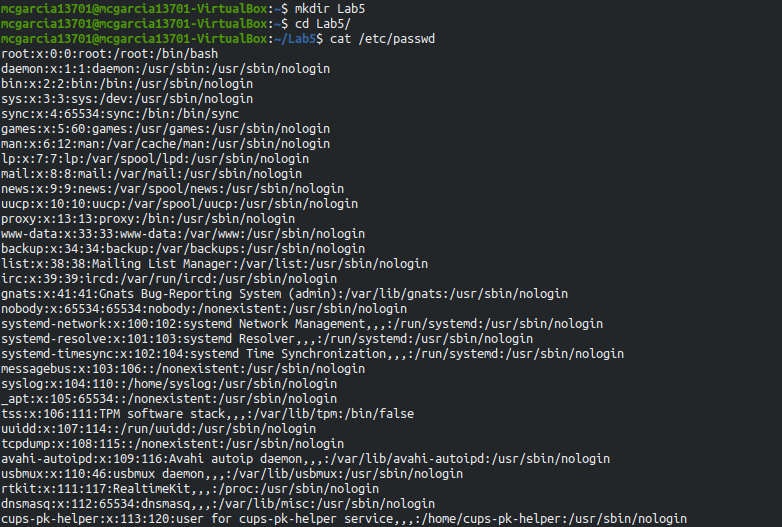 mcgarcia13701@mcgarcia13701-VirtualBox:~$ mkdir Lab5
mcgarcia13701@mcgarcia13701-VirtualBox:~$ cd Lab5/
mcgarcia13701@mcgarcia13701-VirtualBox:~/Lab5$ cat /etc/passwd
root:x:0:0:root:/root:/bin/bash
daemon:x:1:1:daemon:/usr/sbin:/usr/sbin/nologin
bin:x:2:2:bin:/bin:/usr/sbin/nologin
sys:x:3:3:sys:/dev:/usr/sbin/nologin
sync:x:4:65534:sync:/bin:/bin/sync
games:x:5:60:games:/usr/games:/usr/sbin/nologin
man:x:6:12:man:/var/cache/man:/usr/sbin/nologin
lp:x:7:7:lp:/var/spool/lpd:/usr/sbin/nologin
mail:x:8:8:mail:/var/mail:/usr/sbin/nologin
news:x:9:9:news:/var/spool/news:/usr/sbin/nologin
uucp:x:10:10:uucp:/var/spool/uucp:/usr/sbin/nologin
proxy:x:13:13:proxy:/bin:/usr/sbin/nologin
www-data:x:33:33:www-data:/var/www:/usr/sbin/nologin
backup:x:34:34:backup:/var/backups:/usr/sbin/nologin
list:x:38:38:Mailing List Manager:/var/list:/usr/sbin/nologin
irc:x:39:39:ircd:/var/run/ircd:/usr/sbin/nologin
gnats:x:41:41:Gnats Bug-Reporting System (admin):/var/lib/gnats:/usr/sbin/nologin
nobody:x:65534:65534:nobody:/nonexistent:/usr/sbin/nologin
systemd-network:x:100:102:systemd Network Management,,,:/run/systemd:/usr/sbin/nologin
systemd-resolve:x:101:103:systemd Resolver,,,:/run/systemd:/usr/sbin/nologin
systemd-timesync:x:102:104:systemd Time Synchronization,,,:/run/systemd:/usr/sbin/nologin
messagebus:x:103:106::/nonexistent:/usr/sbin/nologin
syslog:x:104:110::/home/syslog:/usr/sbin/nologin
_apt:x:105:65534::/nonexistent:/usr/sbin/nologin
tss:x:106:111:TPM software stack,,,:/var/lib/tpm:/bin/false
uuidd:x:107:114::/run/uuidd:/usr/sbin/nologin
tcpdump:x:108:115::/nonexistent:/usr/sbin/nologin
avahi-autoipd:x:109:116:Avahi autoip daemon,,,:/var/lib/avahi-autoipd:/usr/sbin/nologin
usbmux:x:110:46:usbmux daemon,,,:/var/lib/usbmux:/usr/sbin/nologin
rtkit:x:111:117:RealtimeKit,,,:/proc:/usr/sbin/nologin
dnsmasq:x:112:65534:dnsmasq,,,:/var/lib/misc:/usr/sbin/nologin
cups-pk-helper:x:113:120:user for cups-pk-helper service,,,:/home/cups-pk-helper:/usr/sbin/nologin